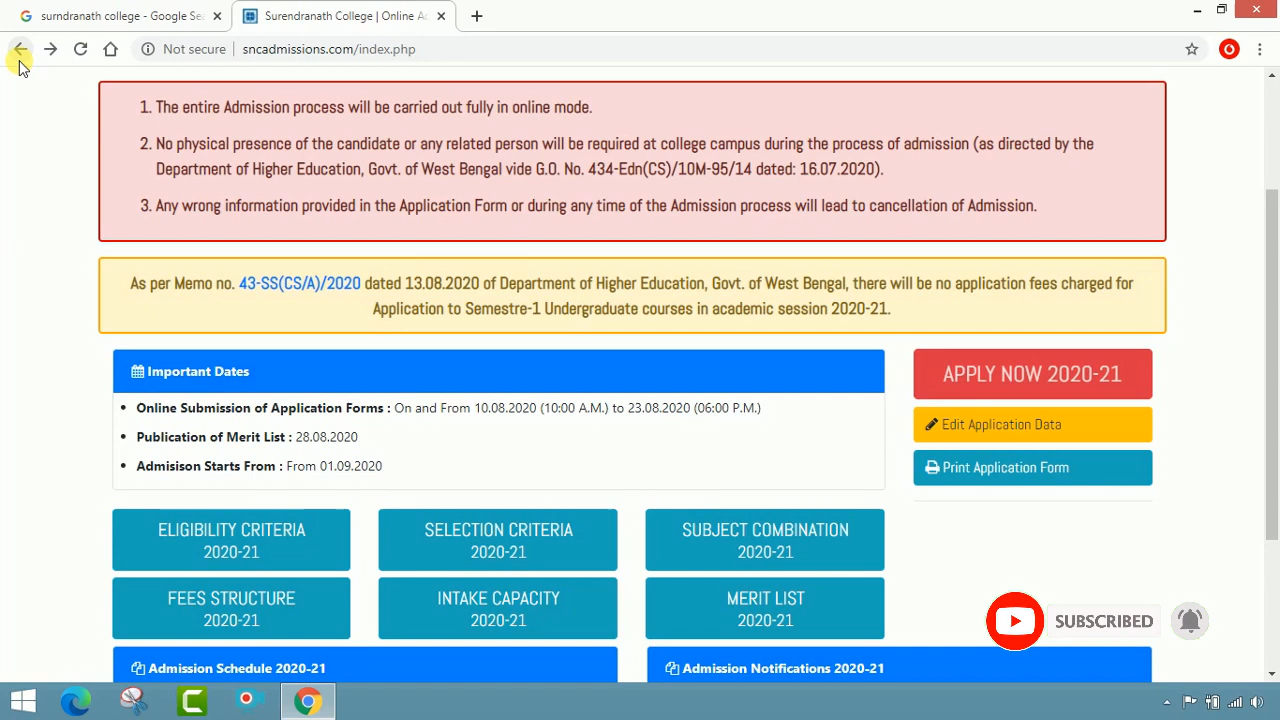 surndranath college - Google Sec
Surendranath College | Online Ad
Not secure
sncadmissions.com/index.php
1. The entire Admission process will be carried out fully in online mode.
2. No physical presence of the candidate or any related person will be required at college campus during the process of admission (as directed by the
Department of Higher Education, Govt. of West Bengal vide G.O. No. 434-Edn(CS)/10M-95/14 dated: 16.07.2020).
3. Any wrong information provided in the Application Form or during any time of the Admission process will lead to cancellation of Admission.
As per Memo no. 43-SS(CS/A)/2020 dated 13.08.2020 of Department of Higher Education, Govt. of West Bengal, there will be no application fees charged for
Application to Semestre-1 Undergraduate courses in academic session 2020-21.
Important Dates
• Online Submission of Application Forms : On and From 10.08.2020 (10:00 A.M.) to 23.08.2020 (06:00 P.M.)
• Publication of Merit List : 28.08.2020
• Admisison Starts From : From 01.09.2020
APPLY NOW 2020-21
Edit Application Data
Print Application Form
ELIGIBILITY CRITERIA
2020-21
SELECTION CRITERIA
2020-21
SUBJECT COMBINATION
2020-21
FEES STRUCTURE
2020-21
INTAKE CAPACITY
2020-21
MERIT LIST
2020-21
SUBSCRIBED
Admission Schedule 2020-21
Admission Notifications 2020-21